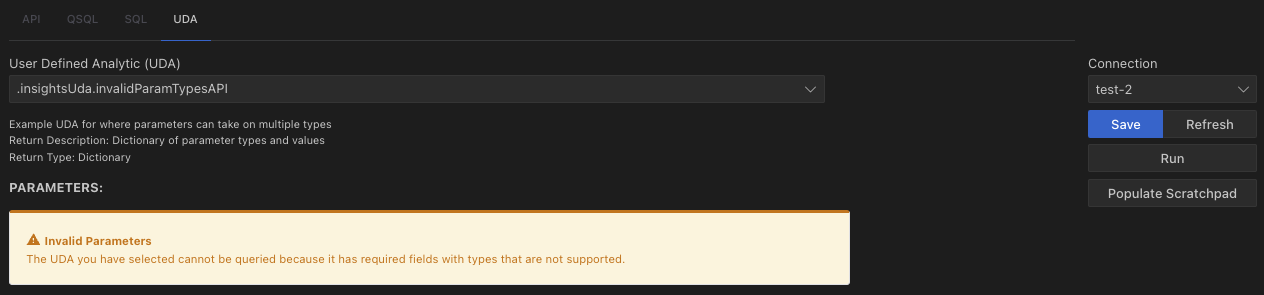 API QSQL SQL UDA
User Defined Analytic (UDA)
.insightsUda.invalidParamTypesAPI
Example UDA for where parameters can take on multiple types
Return Description: Dictionary of parameter types and values
Return Type: Dictionary
PARAMETERS:
Invalid Parameters
The UDA you have selected cannot be queried because it has required fields with types that are not supported.
Connection
test-2
Save Refresh
Run
Populate Scratchpad